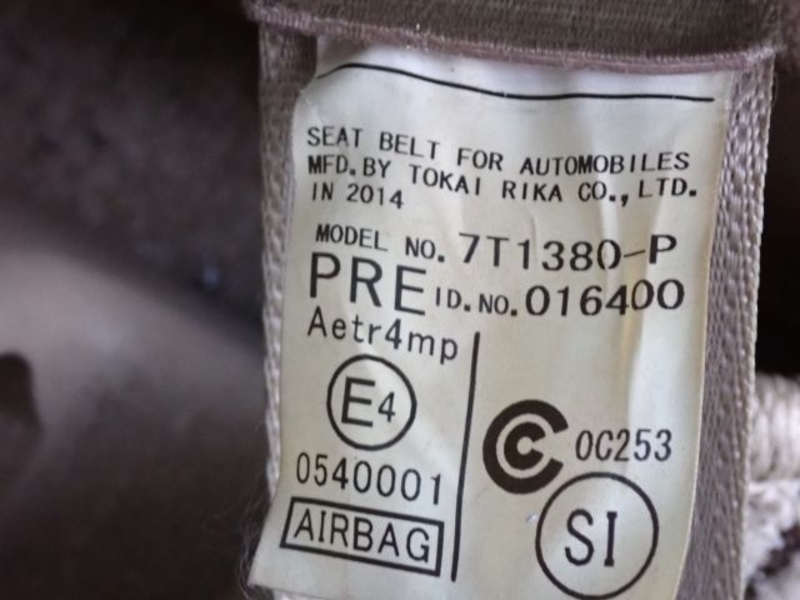 SEAT BELT FOR AUTOMOBILES
MFD. BY TOKAI RIKA CO., LTD.
IN 2014
MODEL NO. 7T1380-P
PRE ID. NO. 016400
Aetr4mp
E4
0540001
AIRBAG
CC 0C253
SI